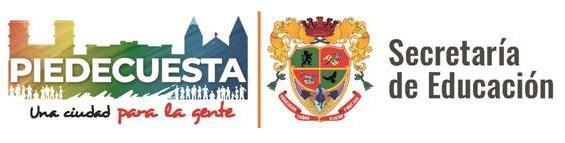 PIEDECUESTA
Una ciudad para la gente
Secretaría
de Educación